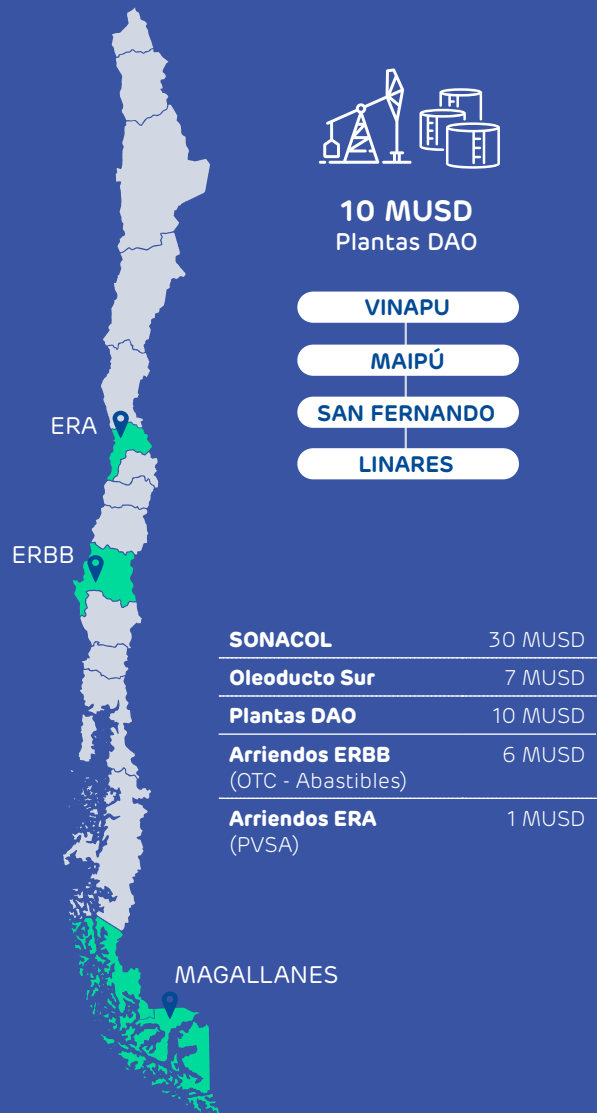 10 MUSD
Plantas DAO
VINAPU
MAIPÚ
SAN FERNANDO
LINARES
ERA
ERBB
SONACOL 30 MUSD
Oleoducto Sur 7 MUSD
Plantas DAO 10 MUSD
Arriendos ERBB 6 MUSD
(OTC - Abastibles)
Arriendos ERA 1 MUSD
(PVSA)
MAGALLANES